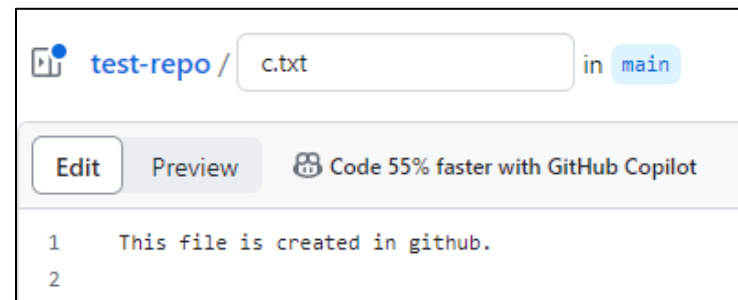 test-repo / c.txt in main
Edit Preview Code 55% faster with GitHub Copilot
1 This file is created in github.
2